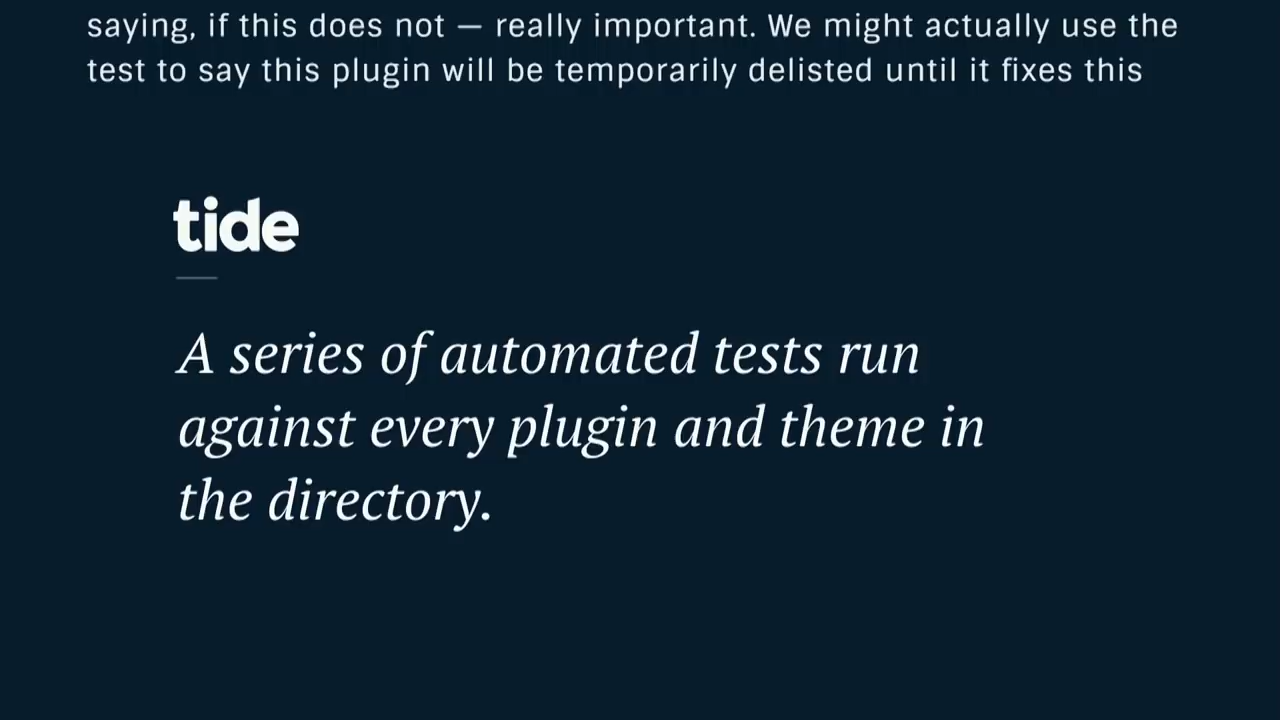 saying, if this does not — really important. We might actually use the
test to say this plugin will be temporarily delisted until it fixes this
tide
A series of automated tests run
against every plugin and theme in
the directory.